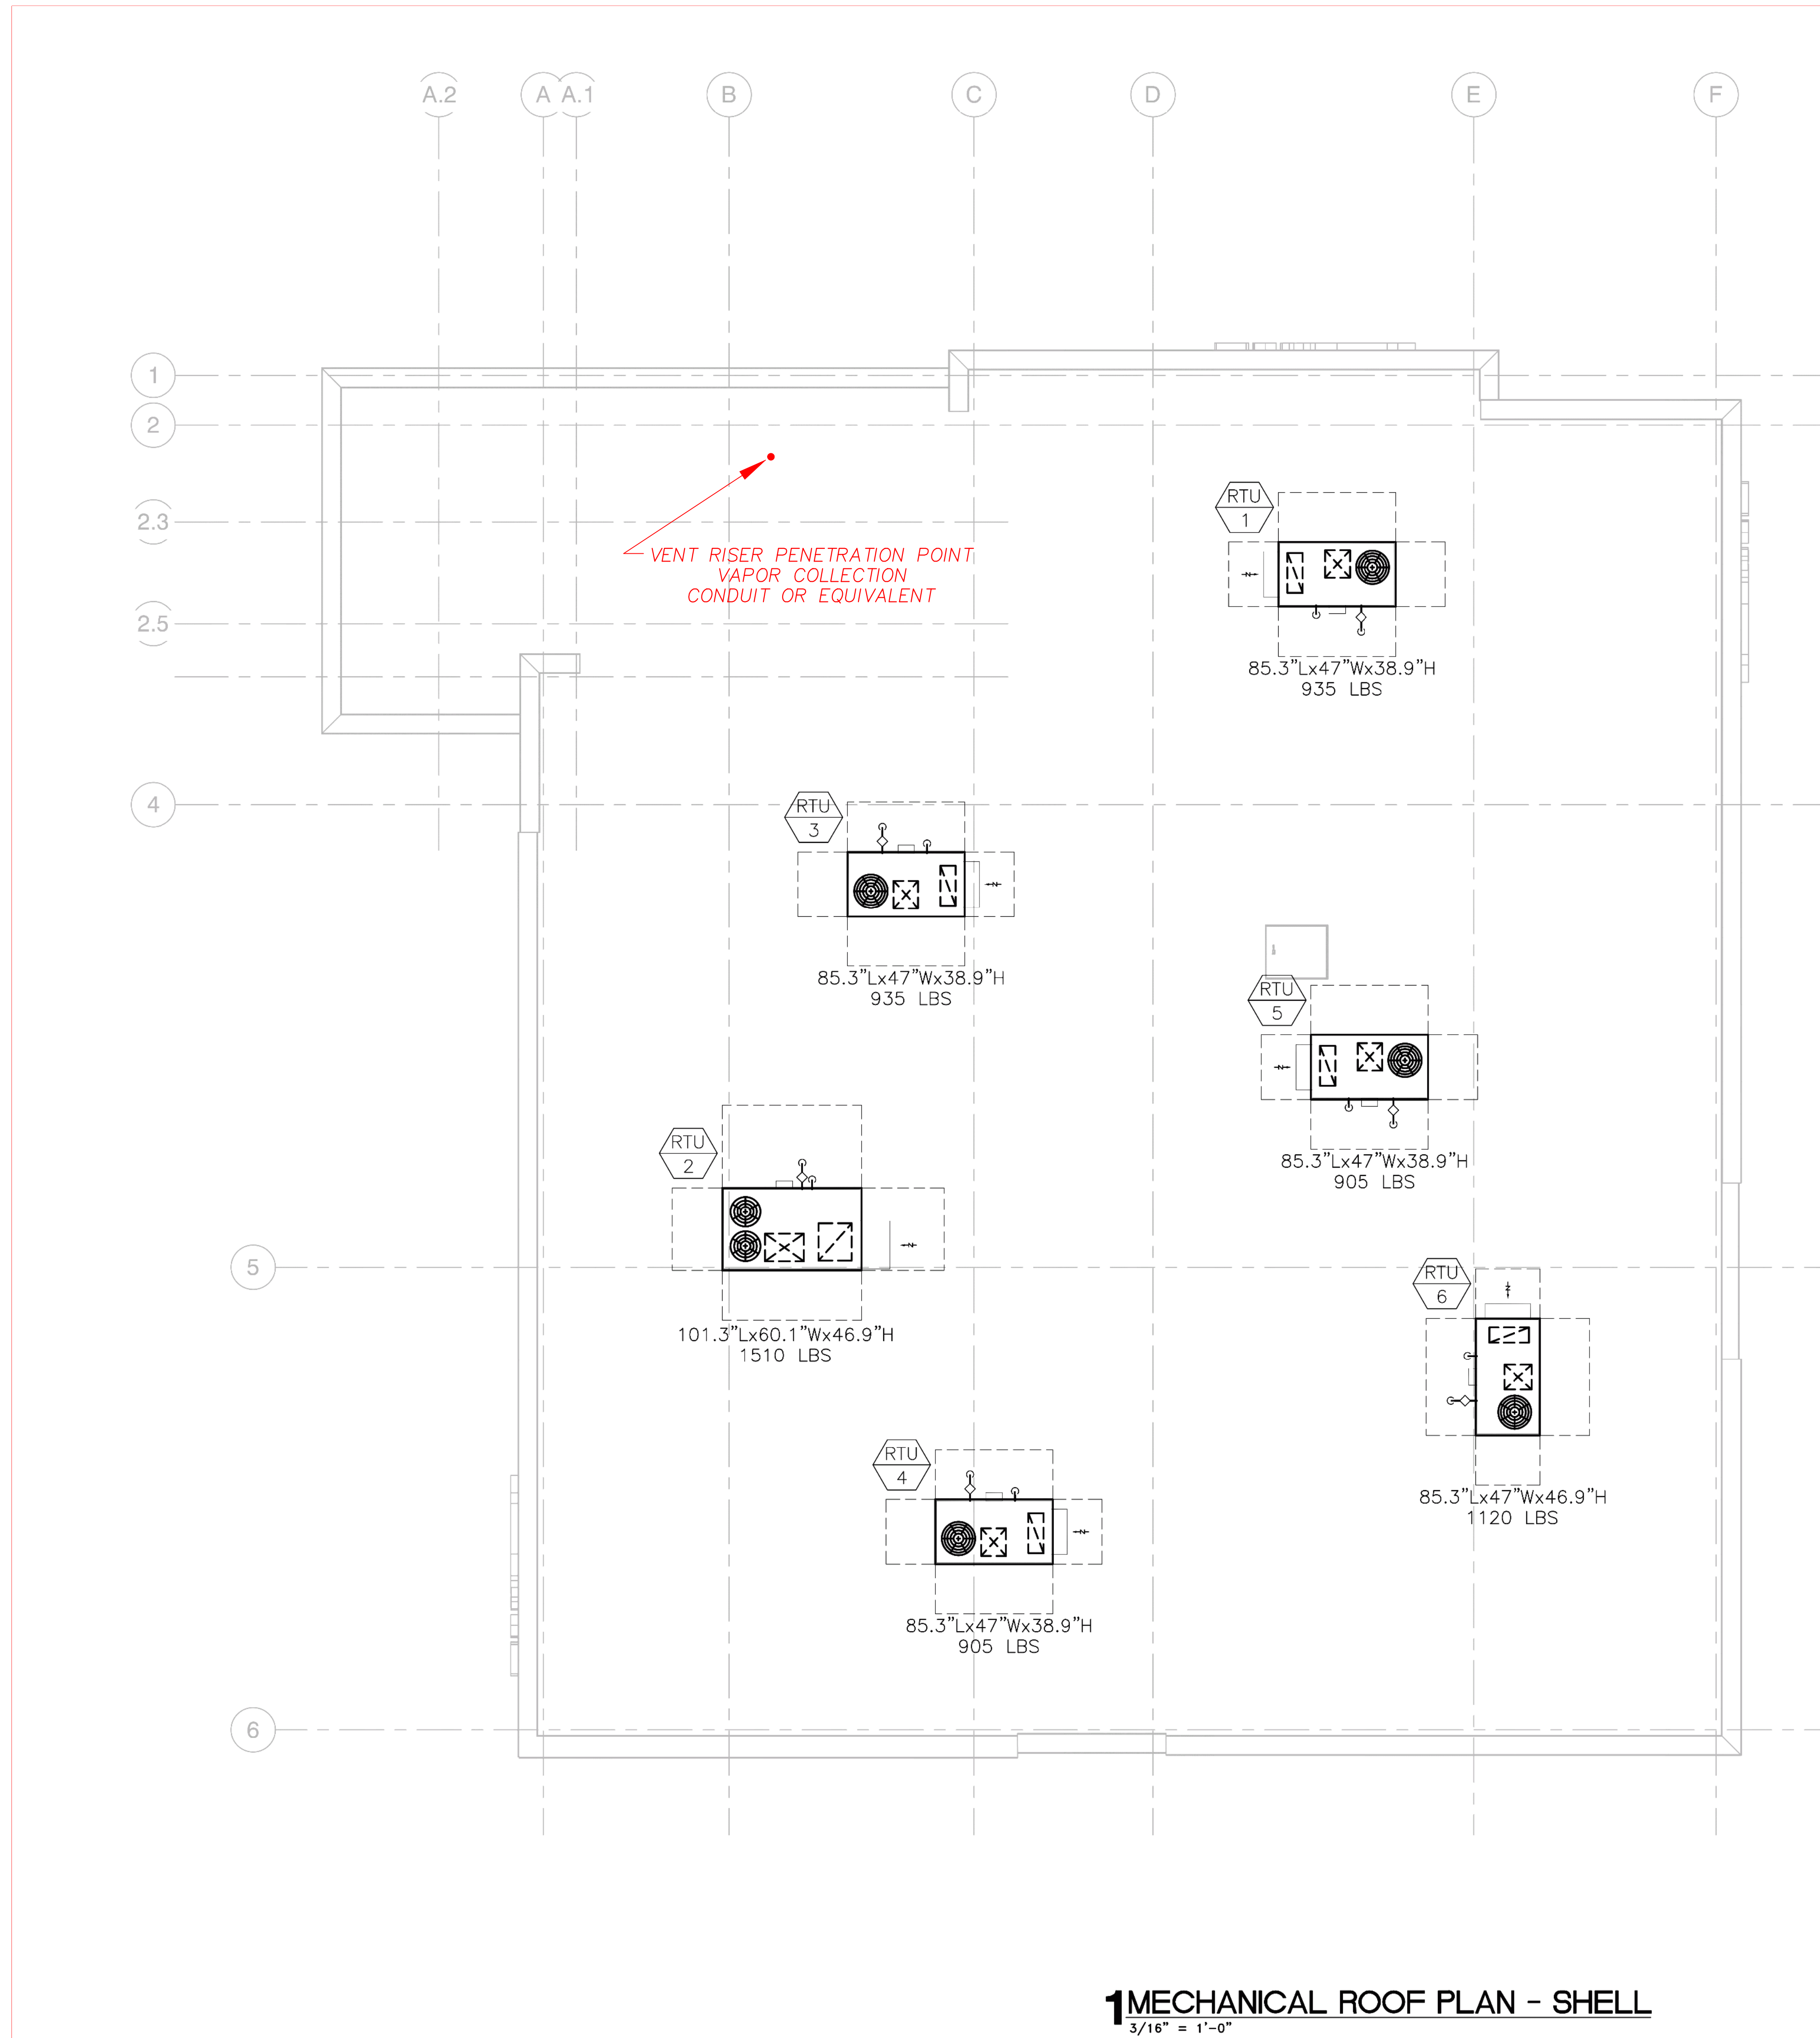 A.2
A
A.1
B
C
D
E
F
1
2
2.3
2.5
4
5
6
VENT RISER PENETRATION POINT
VAPOR COLLECTION
CONDUIT OR EQUIVALENT
RTU
1
85.3"Lx47"Wx38.9"H
935 LBS
RTU
3
85.3"Lx47"Wx38.9"H
935 LBS
RTU
5
85.3"Lx47"Wx38.9"H
905 LBS
RTU
2
101.3"Lx60.1"Wx46.9"H
1510 LBS
RTU
6
85.3"Lx47"Wx46.9"H
1120 LBS
RTU
4
85.3"Lx47"Wx38.9"H
905 LBS
1 MECHANICAL ROOF PLAN - SHELL
3/16" = 1'-0"